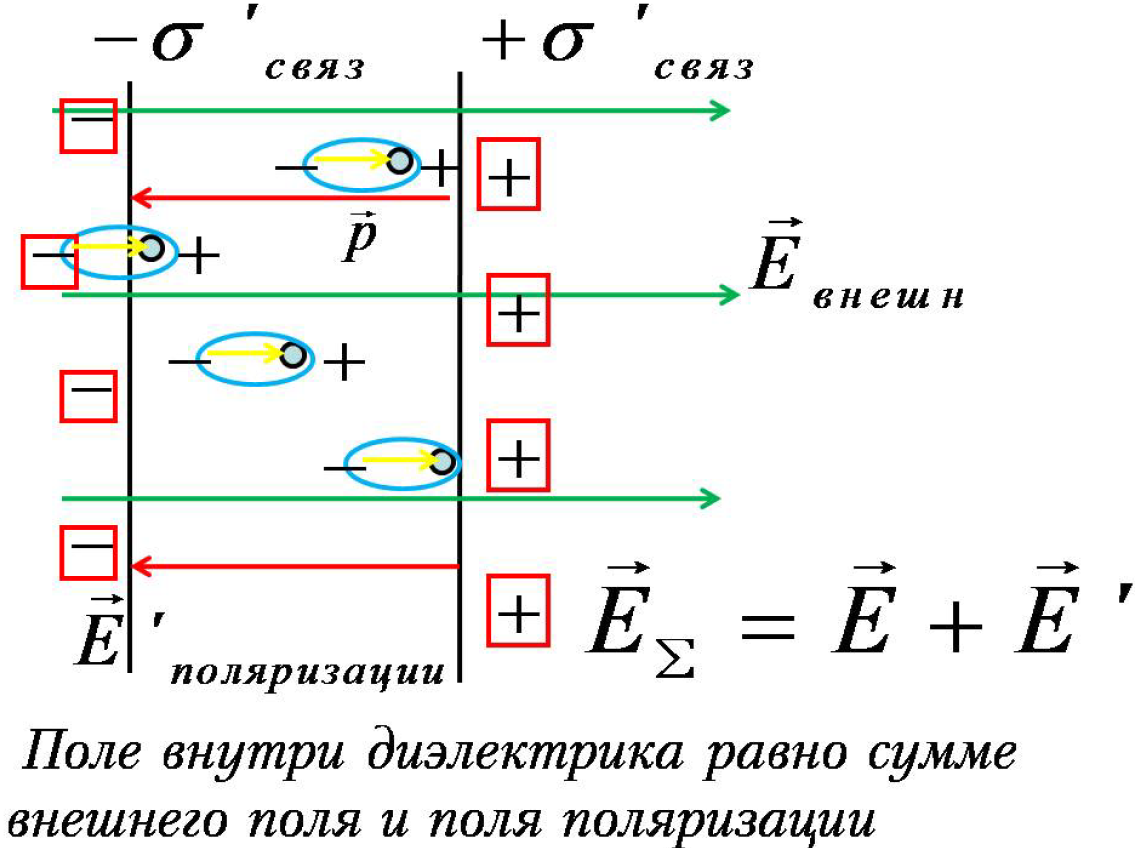 −σ′связ +σ′связ
− +
− +
p⃗
− +
E⃗внешн
+
− +
−
− +
−
+
E⃗′поляризации
E⃗Σ = E⃗ + E⃗′
Поле внутри диэлектрика равно сумме
внешнего поля и поля поляризации